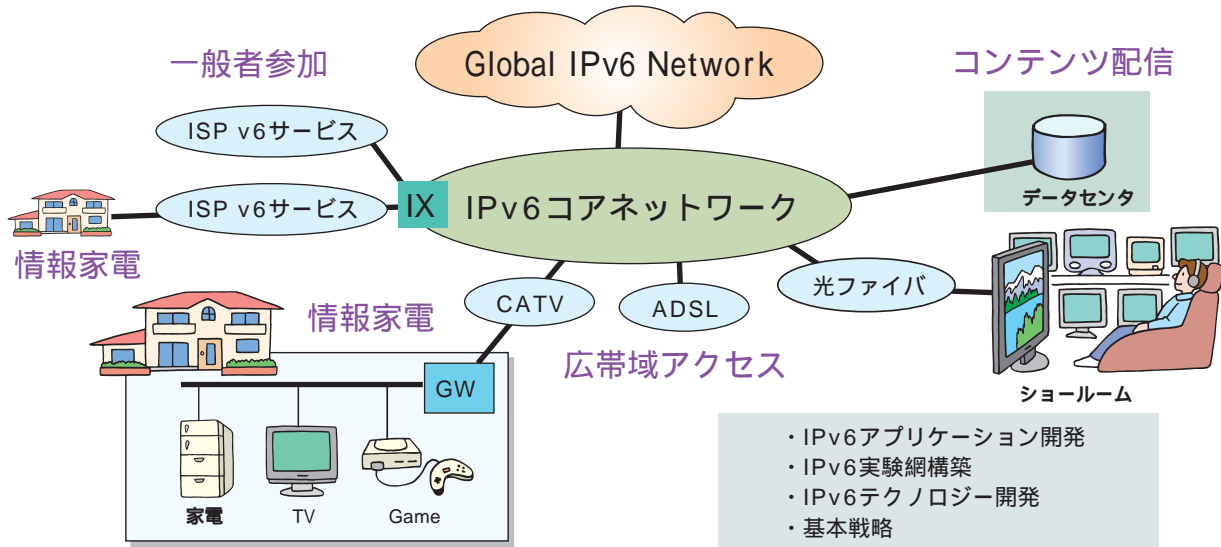 Global IPv6 Network
一般者参加
コンテンツ配信
ISP v6サービス
データセンタ
ISP v6サービス
IX
IPv6コアネットワーク
情報家電
情報家電
CATV
ADSL
光ファイバ
広帯域アクセス
GW
ショールーム
家電
TV
Game
・IPv6アプリケーション開発
・IPv6実験網構築
・IPv6テクノロジー開発
・基本戦略